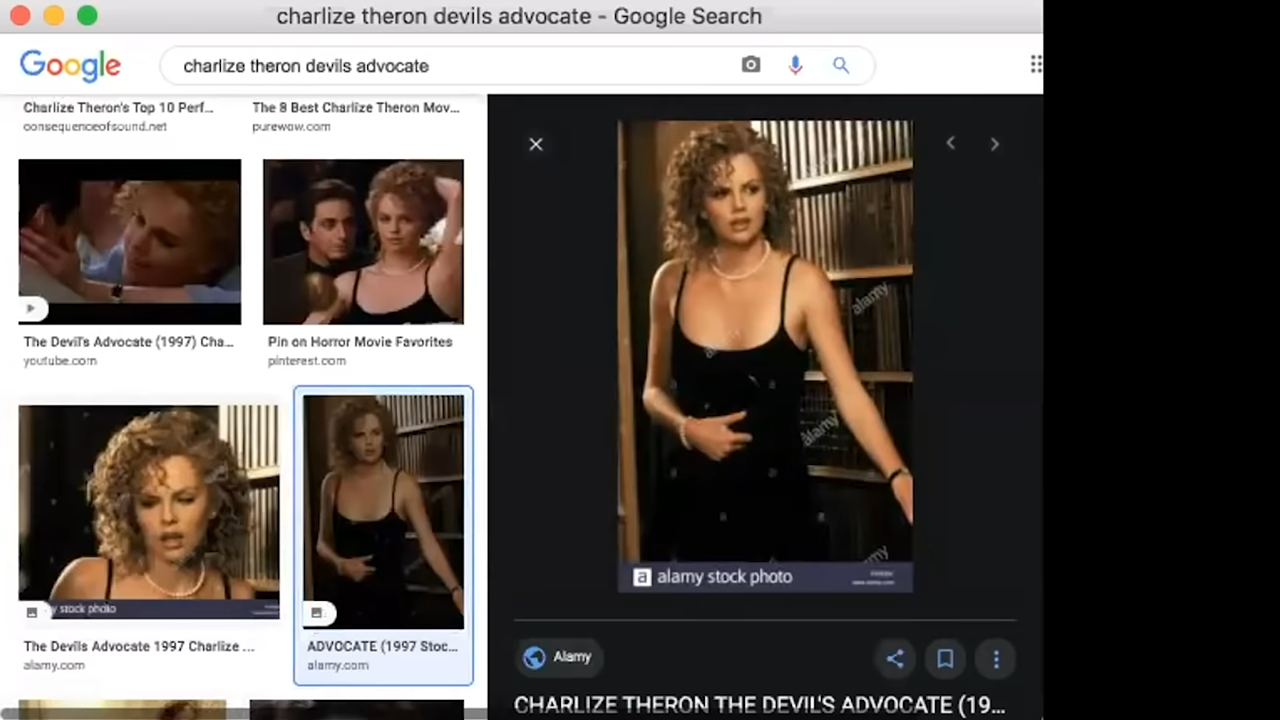 charlize theron devils advocate - Google Search
Google
charlize theron devils advocate
Charlize Theron's Top 10 Perf...
consequenceofsound.net
The 8 Best Charlize Theron Mov...
purewow.com
The Devil's Advocate (1997) Cha...
youtube.com
Pin on Horror Movie Favorites
pinterest.com
y stock photo
The Devils Advocate 1997 Charlize ...
alamy.com
ADVOCATE (1997 Stoc...
alamy.com
alamy
alamy
alamy
a alamy stock photo
Alamy
CHARLIZE THERON THE DEVIL'S ADVOCATE (19...